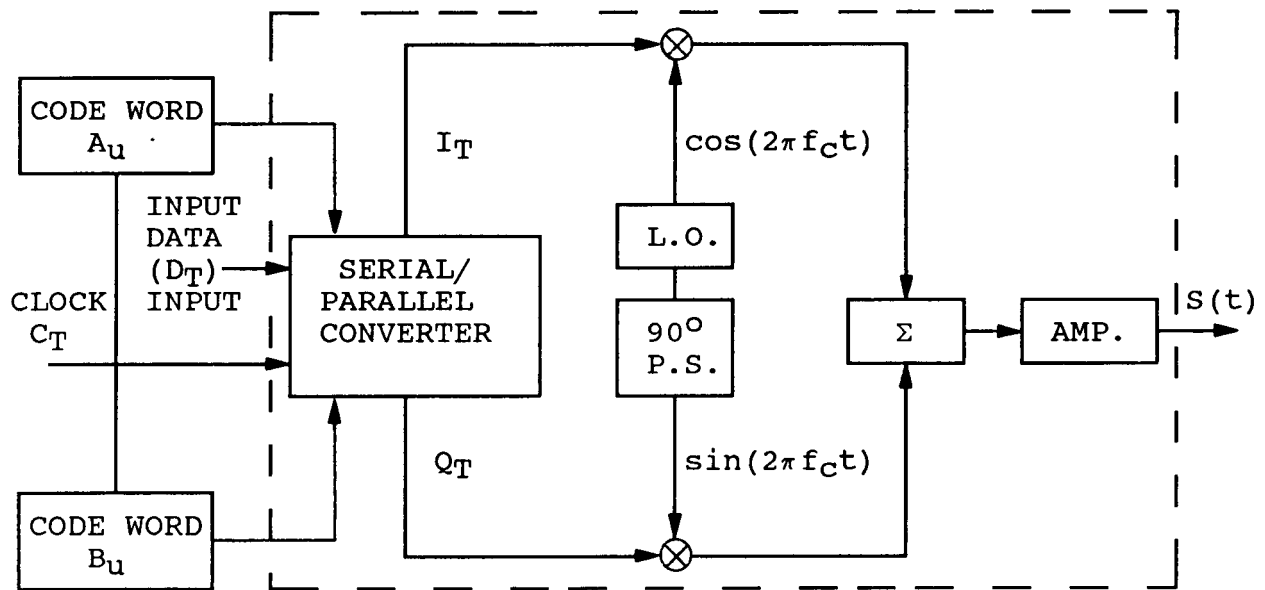 CODE WORD
Au
INPUT
DATA
(DT)
INPUT
CLOCK
CT
SERIAL/
PARALLEL
CONVERTER
CODE WORD
Bu
IT
QT
cos(2πfct)
L.O.
90°
P.S.
sin(2πfct)
Σ
AMP.
S(t)